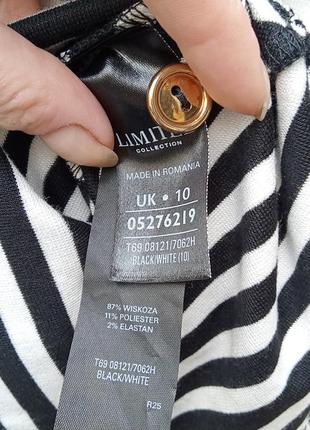 COLLECTION
MADE IN ROMANIA
UK • 10
05276219
T69 08121/7062H
BLACK/WHITE (10)
87% WISKOZA
11% POLIESTER
2% ELASTAN
T69 08121/7062H
BLACK/WHITE
R25